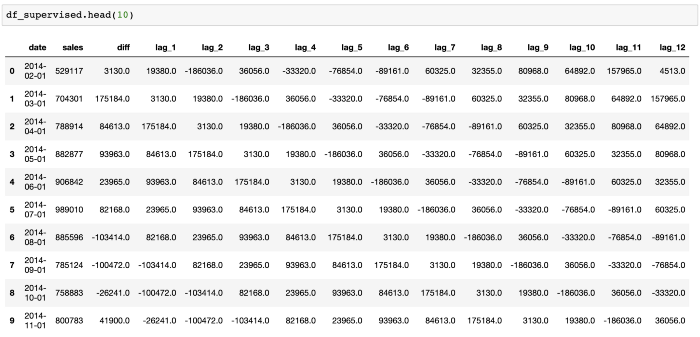 df_supervised.head(10)
date sales diff lag_1 lag_2 lag_3 lag_4 lag_5 lag_6 lag_7 lag_8 lag_9 lag_10 lag_11 lag_12
0 2014-02-01 529117 3130.0 19380.0 -186036.0 36056.0 -33320.0 -76854.0 -89161.0 60325.0 32355.0 80968.0 64892.0 157965.0 4513.0
1 2014-03-01 704301 175184.0 3130.0 19380.0 -186036.0 36056.0 -33320.0 -76854.0 -89161.0 60325.0 32355.0 80968.0 64892.0 157965.0
2 2014-04-01 788914 84613.0 175184.0 3130.0 19380.0 -186036.0 36056.0 -33320.0 -76854.0 -89161.0 60325.0 32355.0 80968.0 64892.0
3 2014-05-01 882877 93963.0 84613.0 175184.0 3130.0 19380.0 -186036.0 36056.0 -33320.0 -76854.0 -89161.0 60325.0 32355.0 80968.0
4 2014-06-01 906842 23965.0 93963.0 84613.0 175184.0 3130.0 19380.0 -186036.0 36056.0 -33320.0 -76854.0 -89161.0 60325.0 32355.0
5 2014-07-01 989010 82168.0 23965.0 93963.0 84613.0 175184.0 3130.0 19380.0 -186036.0 36056.0 -33320.0 -76854.0 -89161.0 60325.0
6 2014-08-01 885596 -103414.0 82168.0 23965.0 93963.0 84613.0 175184.0 3130.0 19380.0 -186036.0 36056.0 -33320.0 -76854.0 -89161.0
7 2014-09-01 785124 -100472.0 -103414.0 82168.0 23965.0 93963.0 84613.0 175184.0 3130.0 19380.0 -186036.0 36056.0 -33320.0 -76854.0
8 2014-10-01 758883 -26241.0 -100472.0 -103414.0 82168.0 23965.0 93963.0 84613.0 175184.0 3130.0 19380.0 -186036.0 36056.0 -33320.0
9 2014-11-01 800783 41900.0 -26241.0 -100472.0 -103414.0 82168.0 23965.0 93963.0 84613.0 175184.0 3130.0 19380.0 -186036.0 36056.0